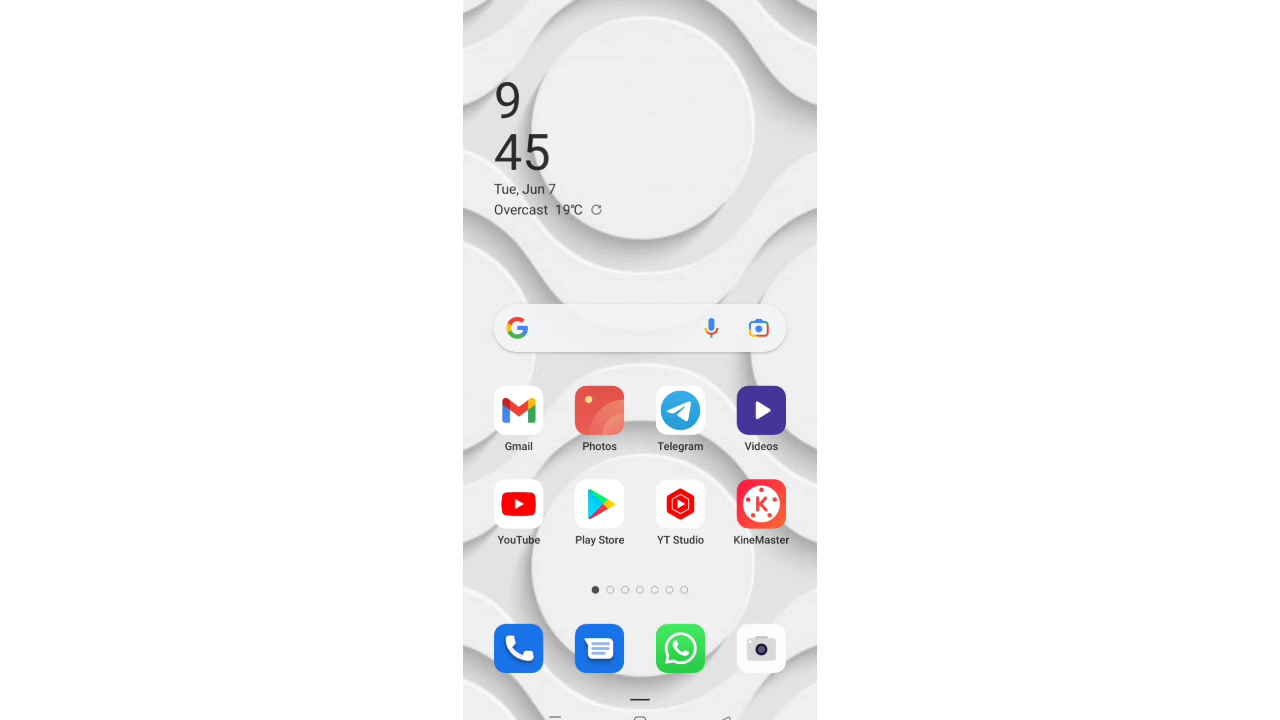 9
45
Tue, Jun 7
Overcast 19°C
Gmail
Photos
Telegram
Videos
YouTube
Play Store
YT Studio
KineMaster